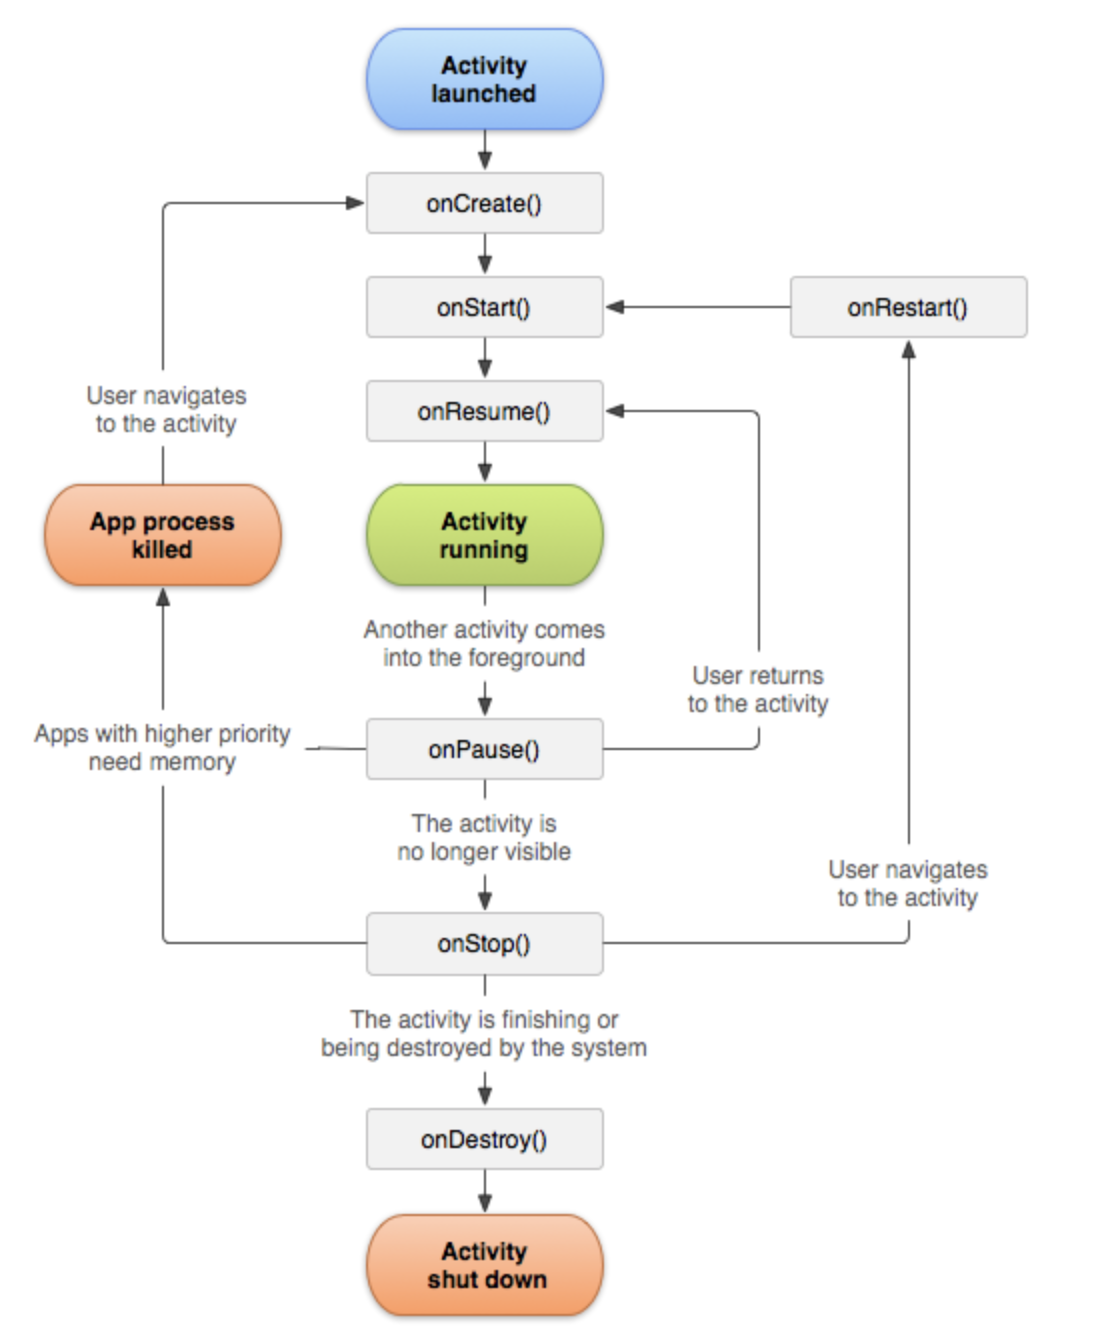 Activity
launched
onCreate()
onStart()
onRestart()
onResume()
User navigates
to the activity
App process
killed
Activity
running
Another activity comes
into the foreground
User returns
to the activity
Apps with higher priority
need memory
onPause()
The activity is
no longer visible
User navigates
to the activity
onStop()
The activity is finishing or
being destroyed by the system
onDestroy()
Activity
shut down